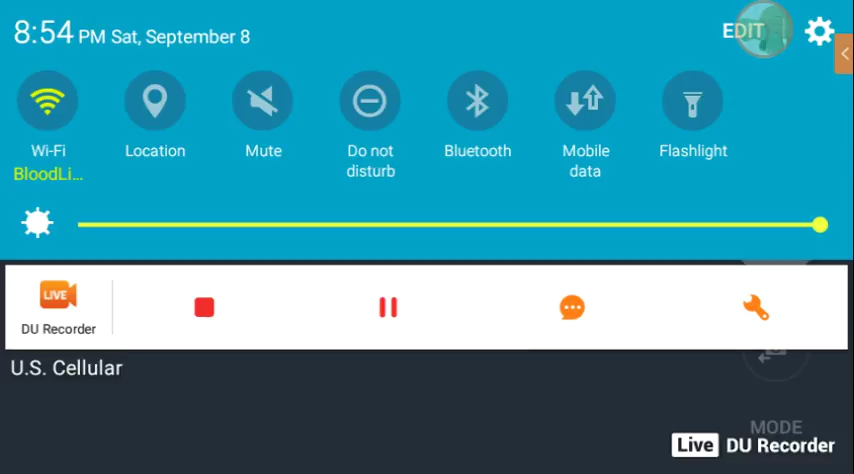 8:54 PM Sat, September 8
EDIT
Wi-Fi
BloodLi...
Location
Mute
Do not
disturb
Bluetooth
Mobile
data
Flashlight
LIVE
DU Recorder
U.S. Cellular
MODE
Live DU Recorder